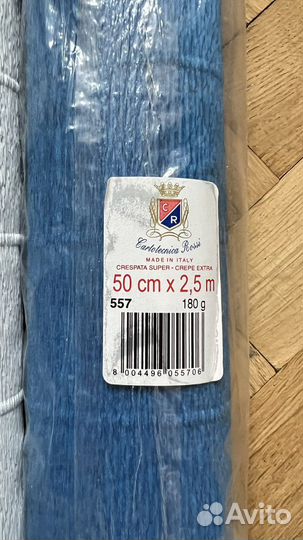 C
R
Cartotecnica Rossi
MADE IN ITALY
CRESPATA SUPER - CREPE EXTRA
50 cm x 2,5 m
557 180 g
8 004496 055706
Avito